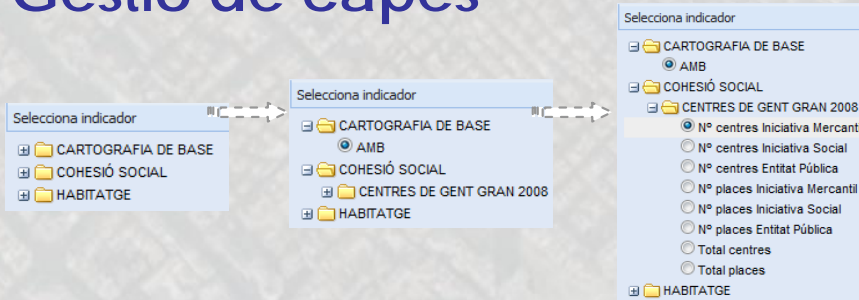 Gestió de capes
Selecciona indicador
CARTOGRAFIA DE BASE
COHESIÓ SOCIAL
HABITATGE
Selecciona indicador
CARTOGRAFIA DE BASE
AMB
COHESIÓ SOCIAL
CENTRES DE GENT GRAN 2008
HABITATGE
Selecciona indicador
CARTOGRAFIA DE BASE
AMB
COHESIÓ SOCIAL
CENTRES DE GENT GRAN 2008
Nº centres Iniciativa Mercant
Nº centres Iniciativa Social
Nº centres Entitat Pública
Nº places Iniciativa Mercantil
Nº places Iniciativa Social
Nº places Entitat Pública
Total centres
Total places
HABITATGE